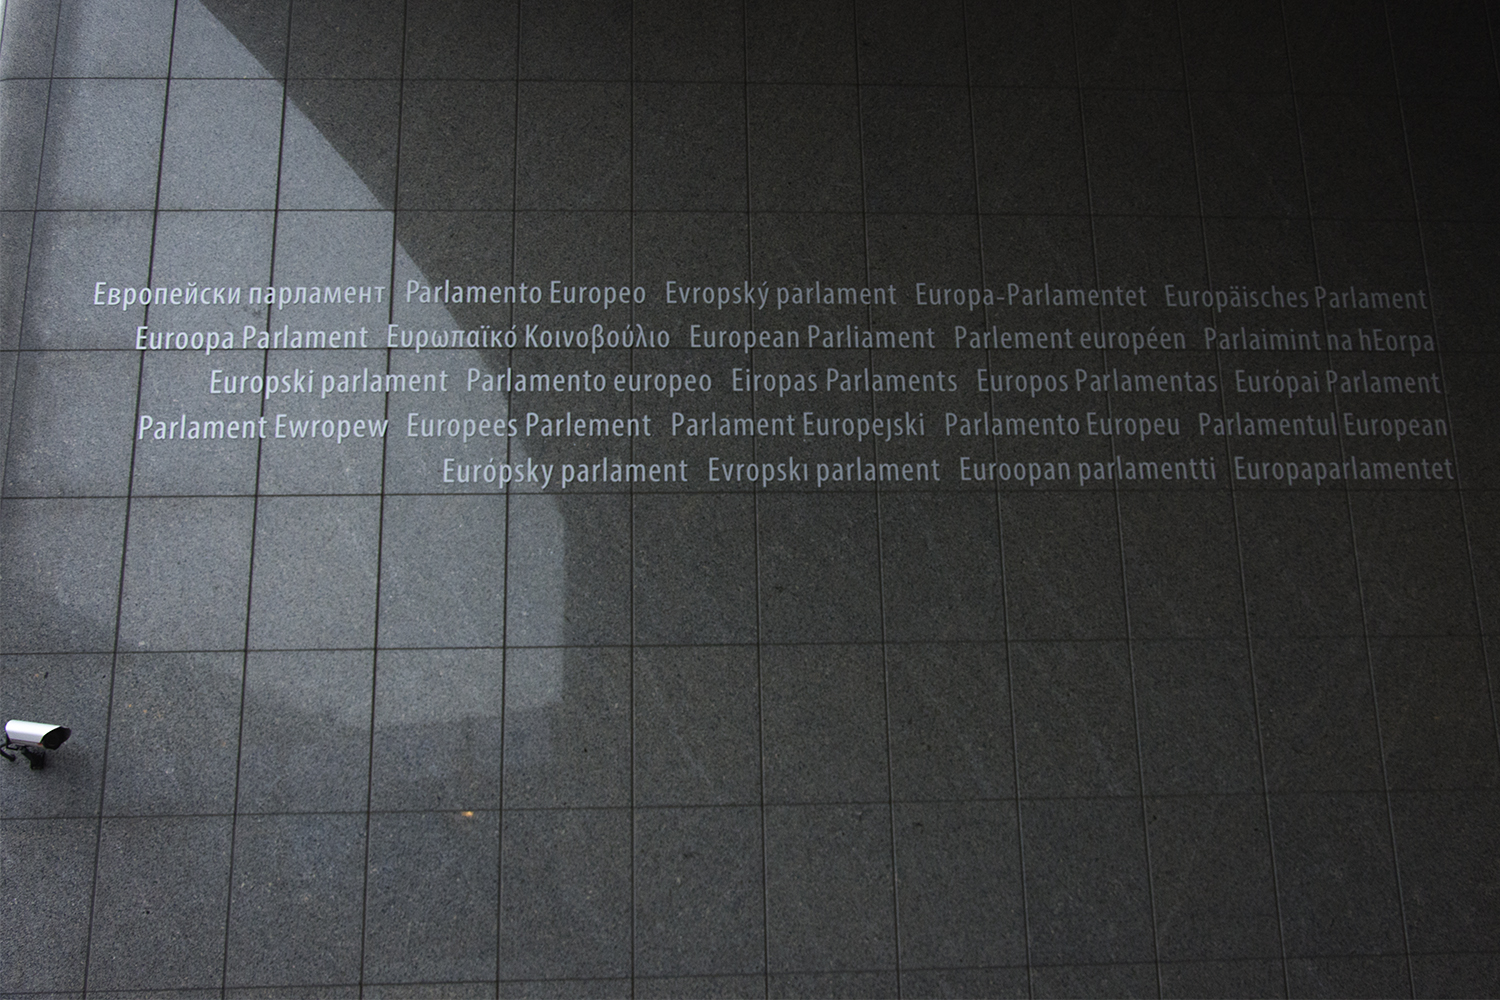 Европейски парламент Parlamento Europeo Evropský parlament Europa-Parlamentet Europäisches Parlament
Euroopa Parlament Ευρωπαϊκό Κοινοβούλιο European Parliament Parlement européen Parlaimint na hEorpa
Europski parlament Parlamento europeo Eiropas Parlaments Europos Parlamentas Európai Parlament
Parlament Ewropew Europees Parlement Parlament Europejski Parlamento Europeu Parlamentul European
Európsky parlament Evropskı parlament Euroopan parlamentti Europaparlamentet